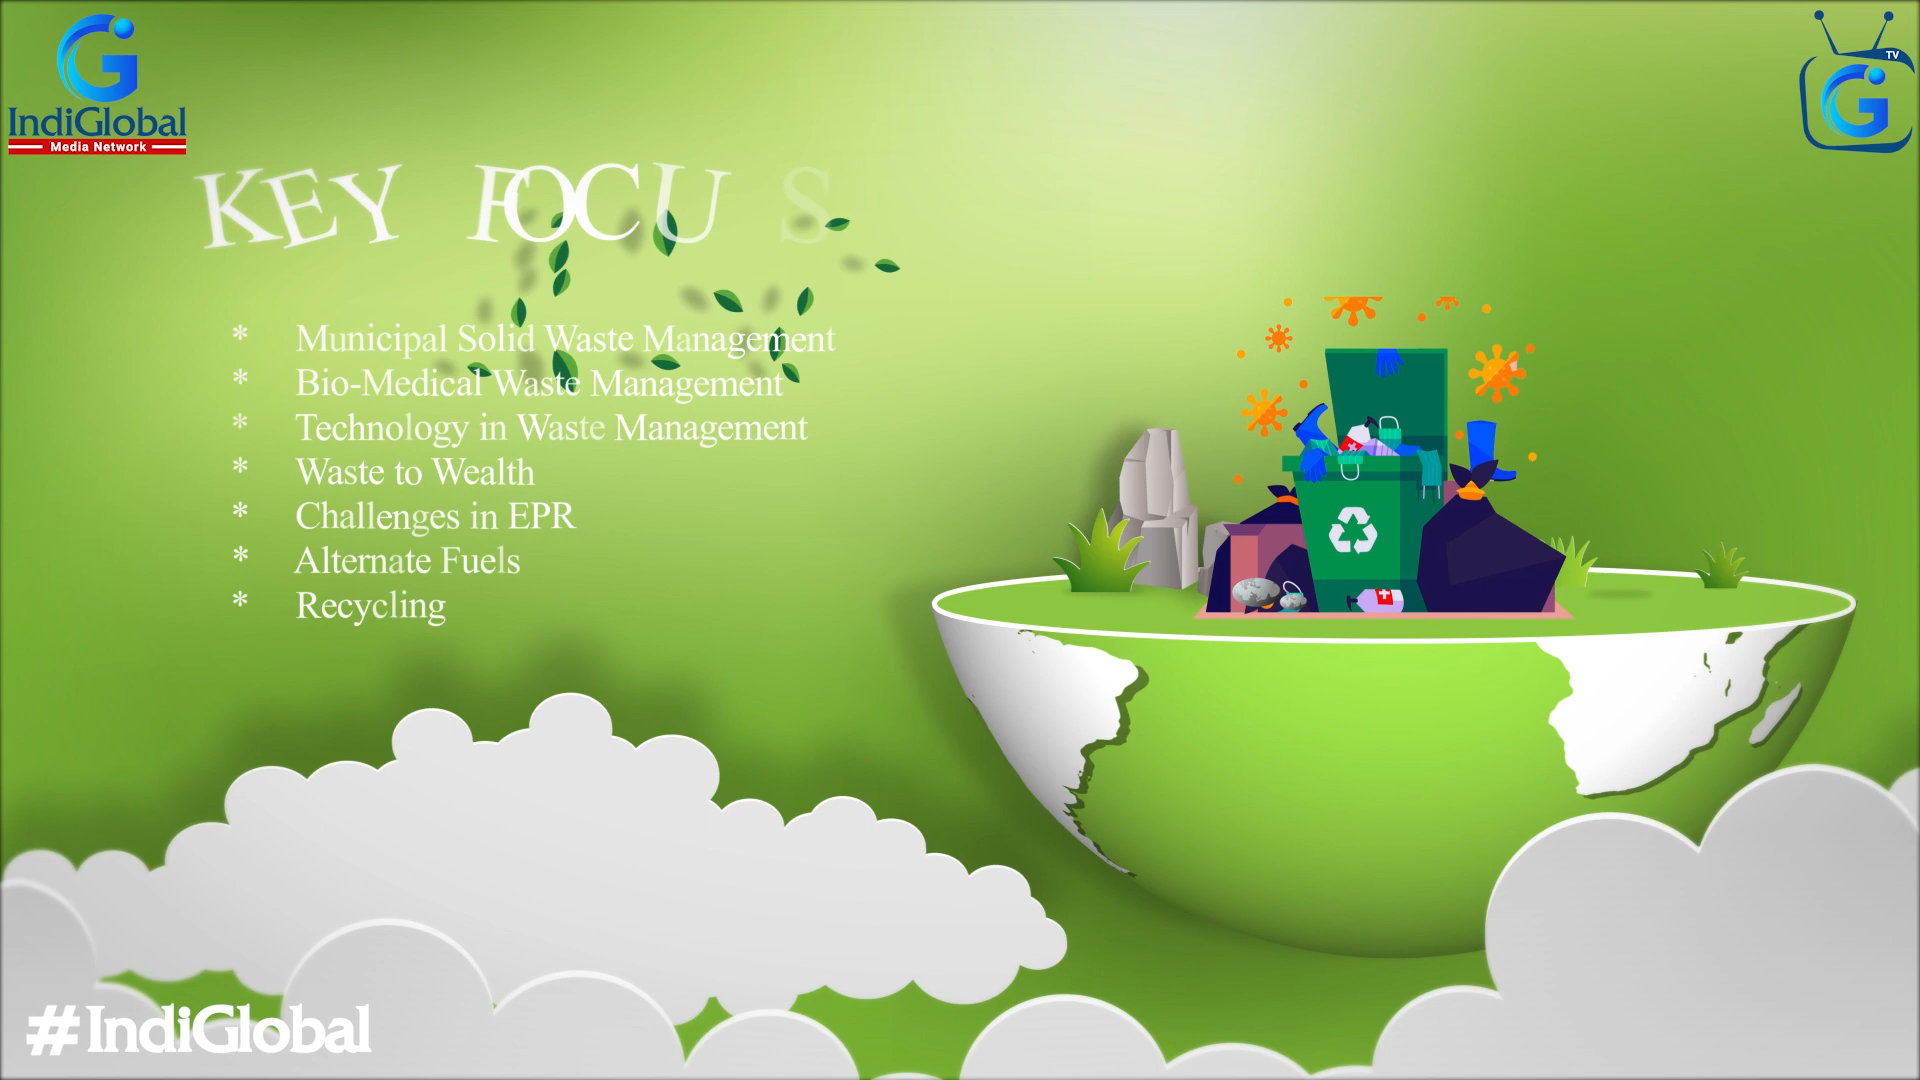 IndiGlobal
Media Network
TV
KEY FOCUS
* Municipal Solid Waste Management
* Bio-Medical Waste Management
* Technology in Waste Management
* Waste to Wealth
* Challenges in EPR
* Alternate Fuels
* Recycling
#IndiGlobal